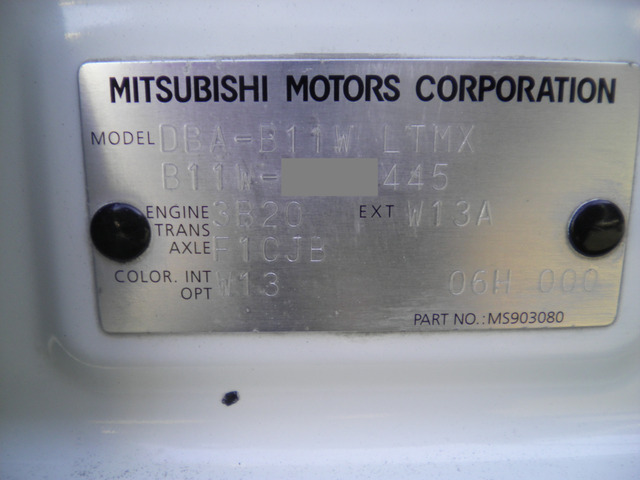 MITSUBISHI MOTORS CORPORATION
MODEL DBA-B11W LTMX
B11W- 445
ENGINE 3B20 EXT W13A
TRANS
AXLE F1CJB
COLOR. INT W13 06H 000
OPT
PART NO.:MS903080